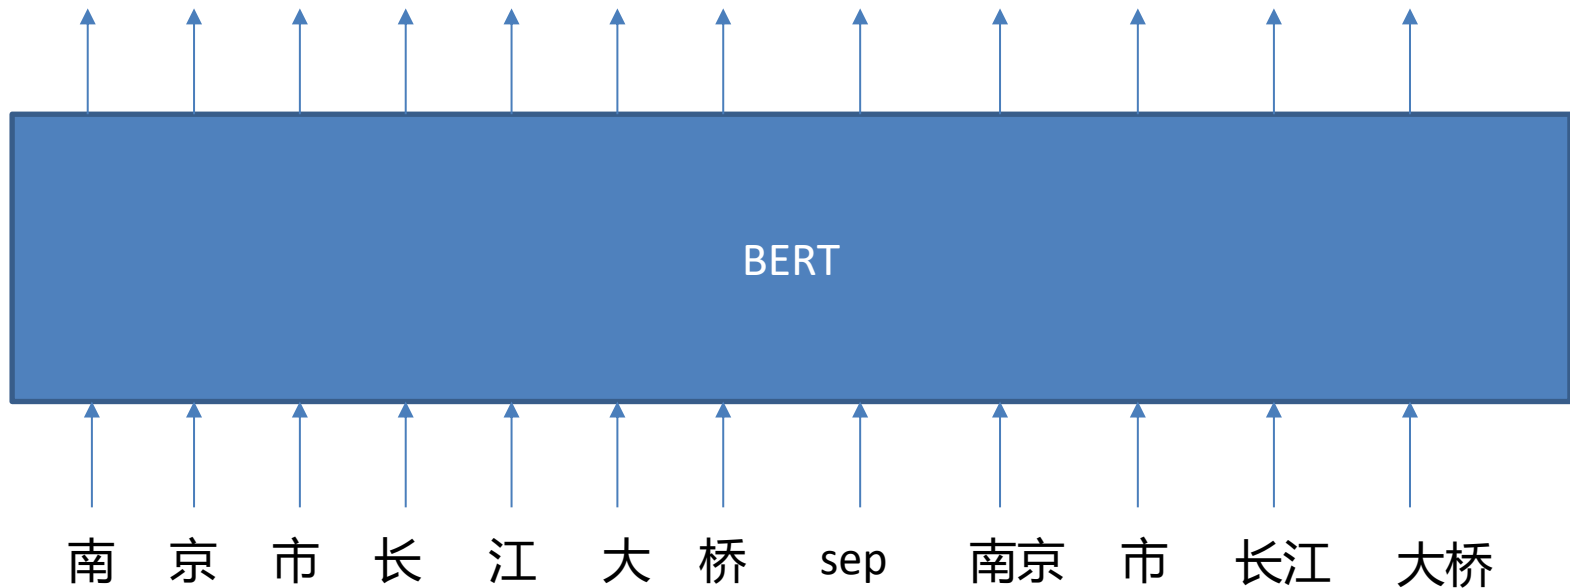 BERT
南 京 市 长 江 大 桥 sep 南京 市 长江 大桥